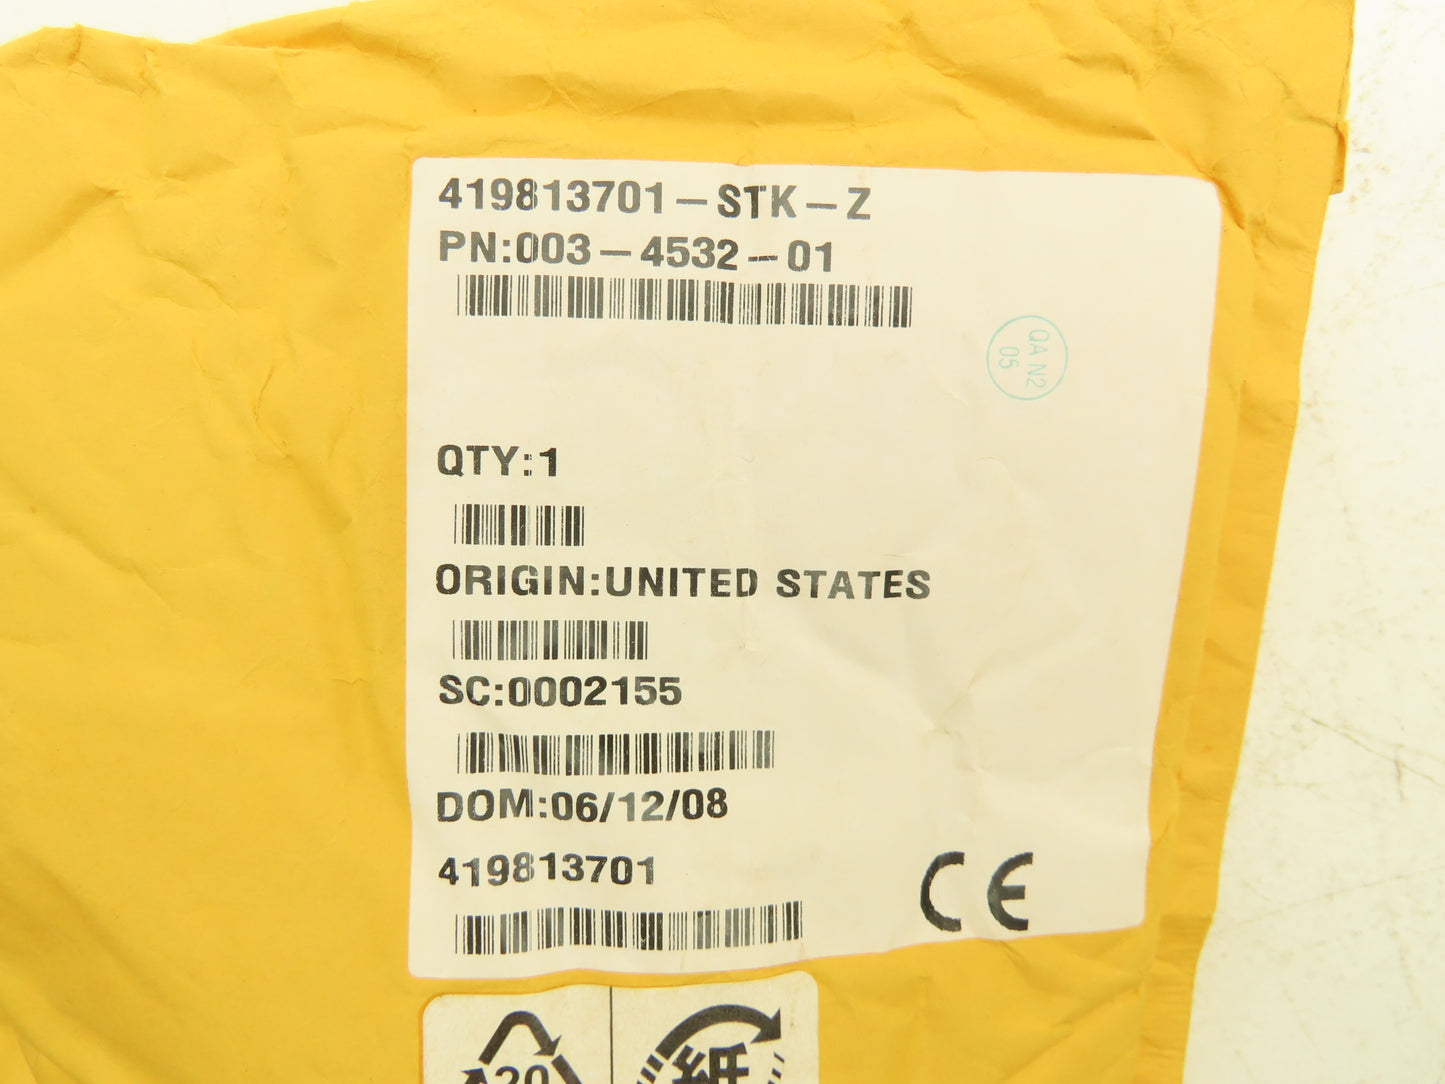 419813701-STK-Z
PN:003-4532-01
QA N2
05
QTY:1
ORIGIN:UNITED STATES
SC:0002155
DOM:06/12/08
419813701
CE
20
紙